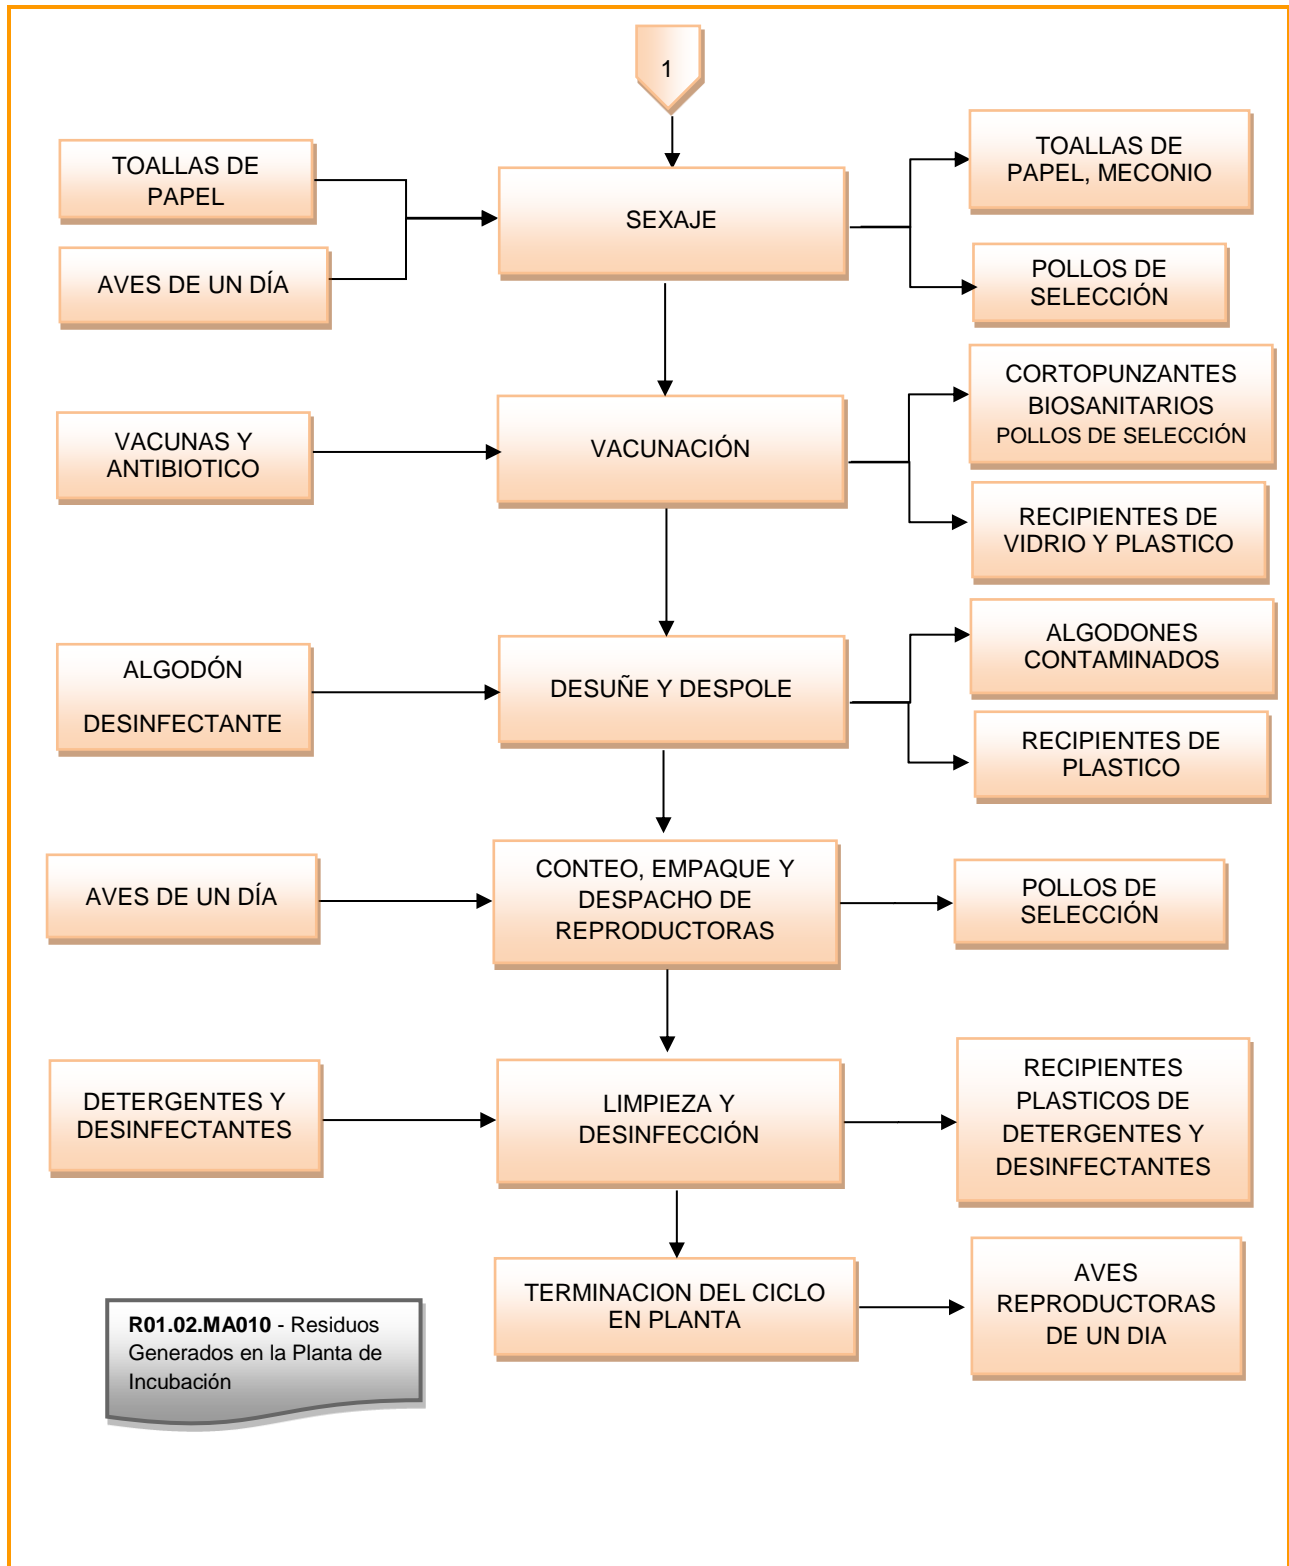 1
TOALLAS DE
PAPEL
AVES DE UN DÍA
SEXAJE
TOALLAS DE
PAPEL, MECONIO
POLLOS DE
SELECCIÓN
VACUNAS Y
ANTIBIOTICO
VACUNACIÓN
CORTOPUNZANTES
BIOSANITARIOS
POLLOS DE SELECCIÓN
RECIPIENTES DE
VIDRIO Y PLASTICO
ALGODÓN
DESINFECTANTE
DESUÑE Y DESPOLE
ALGODONES
CONTAMINADOS
RECIPIENTES DE
PLASTICO
AVES DE UN DÍA
CONTEO, EMPAQUE Y
DESPACHO DE
REPRODUCTORAS
POLLOS DE
SELECCIÓN
DETERGENTES Y
DESINFECTANTES
LIMPIEZA Y
DESINFECCIÓN
RECIPIENTES
PLASTICOS DE
DETERGENTES Y
DESINFECTANTES
TERMINACION DEL CICLO
EN PLANTA
AVES
REPRODUCTORAS
DE UN DIA
R01.02.MA010 - Residuos
Generados en la Planta de
Incubación